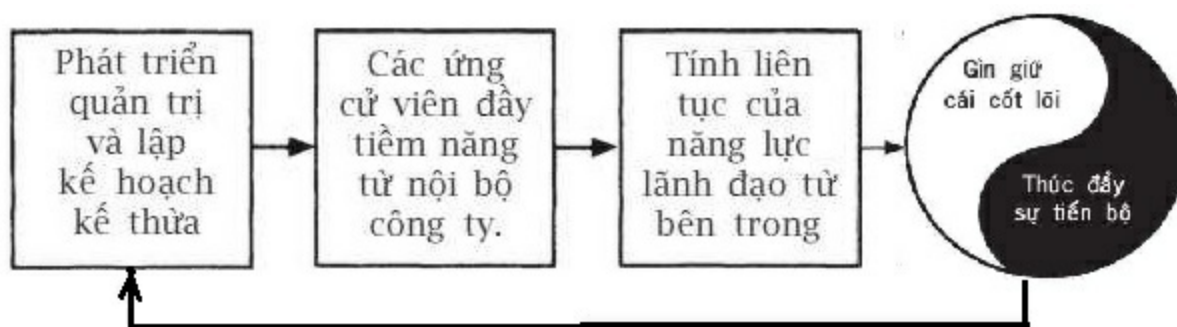 Phát triển
quản trị
và lập
kế hoạch
kế thừa
Các ứng
cử viên đầy
tiềm năng
từ nội bộ
công ty.
Tính liên
tục của
năng lực
lãnh đạo từ
bên trong
Gìn giữ
cái cốt lõi
Thúc đẩy
sự tiến bộ